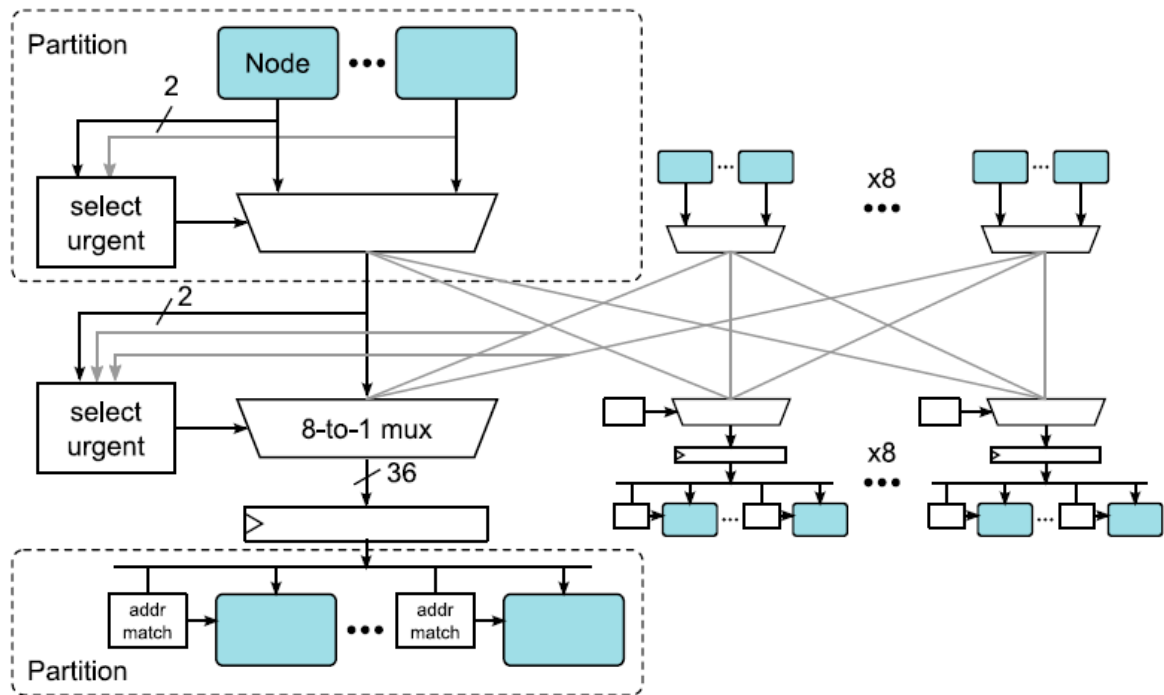 Partition
Node
2
select
urgent
x8
2
select
urgent
8-to-1 mux
36
x8
addr
match
addr
match
Partition